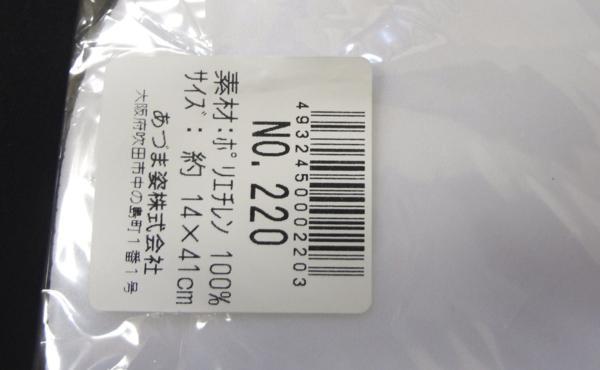 4932450002203
NO. 220
素材:ポリエチレン 100%
サイズ: 約 14×41cm
あづま姿株式会社
大阪府吹田市中の島町1番1号